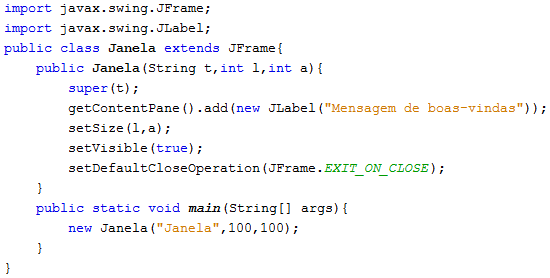 import javax.swing.JFrame;
import javax.swing.JLabel;
public class Janela extends JFrame{
    public Janela(String t,int l,int a){
        super(t);
        getContentPane().add(new JLabel("Mensagem de boas-vindas"));
        setSize(l,a);
        setVisible(true);
        setDefaultCloseOperation(JFrame.EXIT_ON_CLOSE);
    }
    public static void main(String[] args){
        new Janela("Janela",100,100);
    }
}